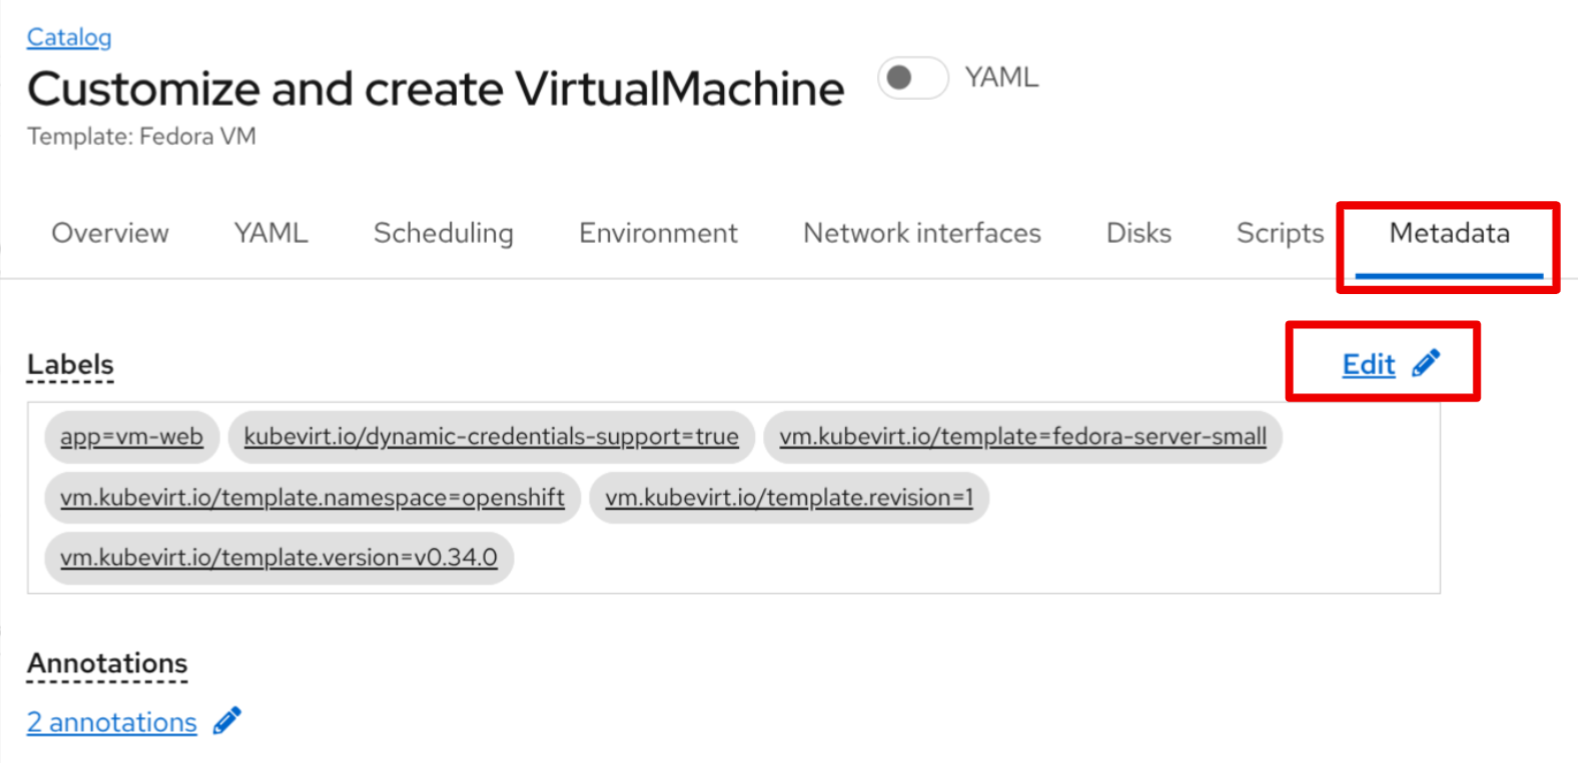 Catalog
Customize and create VirtualMachine YAML
Template: Fedora VM
Overview YAML Scheduling Environment Network interfaces Disks Scripts Metadata
Labels Edit
app=vm-web kubevirt.io/dynamic-credentials-support=true vm.kubevirt.io/template=fedora-server-small
vm.kubevirt.io/template.namespace=openshift vm.kubevirt.io/template.revision=1
vm.kubevirt.io/template.version=v0.34.0
Annotations
2 annotations